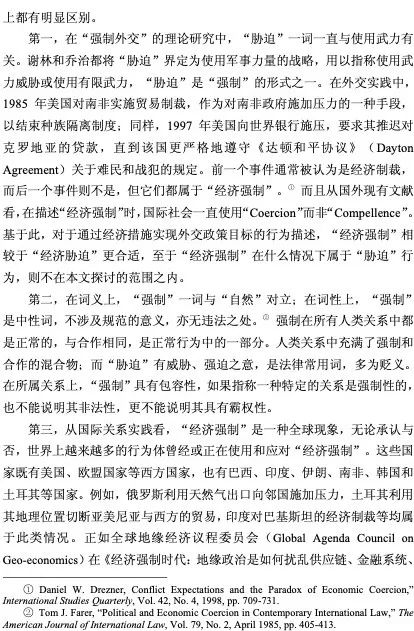 上都有明显区别。
第一，在“强制外交”的理论研究中，“胁迫”一词一直与使用武力有
关。谢林和乔治都将“胁迫”界定为使用军事力量的战略，用以指称使用武
力威胁或使用有限武力，“胁迫”是“强制”的形式之一。在外交实践中，
1985 年美国对南非实施贸易制裁，作为对南非政府施加压力的一种手段，
以结束种族隔离制度；同样，1997 年美国向世界银行施压，要求其推迟对
克罗地亚的贷款，直到该国更严格地遵守《达顿和平协议》（Dayton
Agreement）关于难民和战犯的规定。前一个事件通常被认为是经济制裁，
而后一个事件则不是，但它们都属于“经济强制”。① 而且从国外现有文献
看，在描述“经济强制”时，国际社会一直使用“Coercion”而非“Compellence”。
基于此，对于通过经济措施实现外交政策目标的行为描述，“经济强制”相
较于“经济胁迫”更合适，至于“经济强制”在什么情况下属于“胁迫”行
为，则不在本文探讨的范围之内。
第二，在词义上，“强制”一词与“自然”对立；在词性上，“强制”
是中性词，不涉及规范的意义，亦无违法之处。② 强制在所有人类关系中都
是正常的，与合作相同，是正常行为中的一部分。人类关系中充满了强制和
合作的混合物；而“胁迫”有威胁、强迫之意，是法律常用词，多为贬义。
在所属关系上，“强制”具有包容性，如果指称一种特定的关系是强制性的，
也不能说明其非法性，更不能说明其具有霸权性。
第三，从国际关系实践看，“经济强制”是一种全球现象，无论承认与
否，世界上越来越多的行为体曾经或正在使用和应对“经济强制”。这些国
家既有美国、欧盟国家等西方国家，也有巴西、印度、伊朗、南非、韩国和
土耳其等国家。例如，俄罗斯利用天然气出口向邻国施加压力，土耳其利用
其地理位置切断亚美尼亚与西方的贸易，印度对巴基斯坦的经济制裁等均属
于此类情况。正如全球地缘经济议程委员会（Global Agenda Council on
Geo-economics）在《经济强制时代：地缘政治是如何扰乱供应链、金融系统、
① Daniel W. Drezner, Conflict Expectations and the Paradox of Economic Coercion,”
International Studies Quarterly, Vol. 42, No. 4, 1998, pp. 709-731.
② Tom J. Farer, “Political and Economic Coercion in Contemporary International Law,” The
American Journal of International Law, Vol. 79, No. 2, April 1985, pp. 405-413.